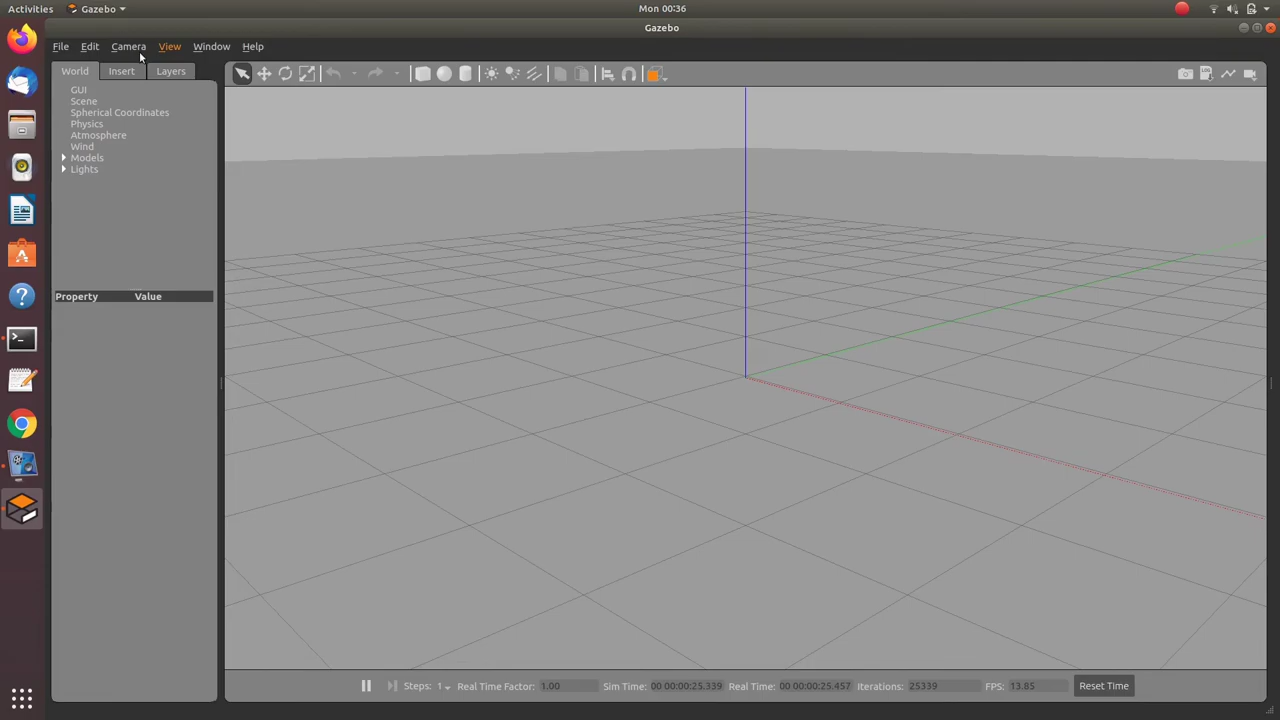 Activities Gazebo Mon 00:36
Gazebo
File Edit Camera View Window Help
World Insert Layers
GUI
Scene
Spherical Coordinates
Physics
Atmosphere
Wind
Models
Lights
Property Value
Steps: 1 Real Time Factor: 1.00 Sim Time: 00 00:00:25.339 Real Time: 00 00:00:25.457 Iterations: 25339 FPS: 13.85 Reset Time